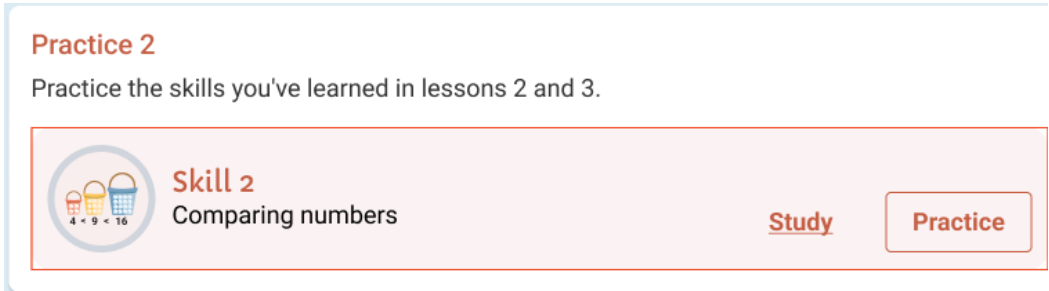 Practice 2
Practice the skills you've learned in lessons 2 and 3.
4 < 9 < 16
Skill 2
Comparing numbers
Study
Practice